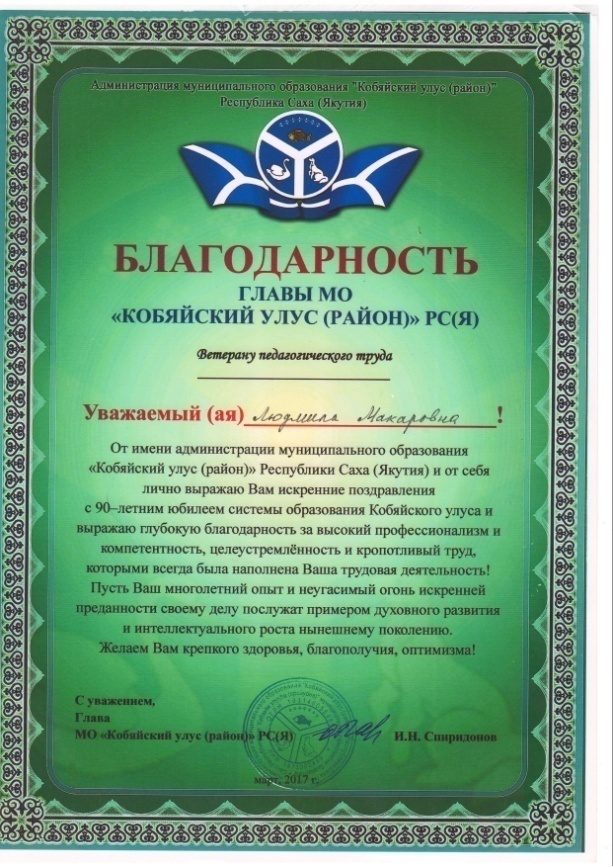 Администрация муниципального образования "Кобяйский улус (район)"
Республика Саха (Якутия)
БЛАГОДАРНОСТЬ
ГЛАВЫ МО
«КОБЯЙСКИЙ УЛУС (РАЙОН)» РС(Я)
Ветерану педагогического труда
Уважаемый (ая) Людмила Макаровна!
От имени администрации муниципального образования
«Кобяйский улус (район)» Республики Саха (Якутия) и от себя
лично выражаю Вам искренние поздравления
с 90–летним юбилеем системы образования Кобяйского улуса и
выражаю глубокую благодарность за высокий профессионализм и
компетентность, целеустремлённость и кропотливый труд,
которыми всегда была наполнена Ваша трудовая деятельность!
Пусть Ваш многолетний опыт и неугасимый огонь искренней
преданности своему делу послужат примером духовного развития
и интеллектуального роста нынешнему поколению.
Желаем Вам крепкого здоровья, благополучия, оптимизма!
С уважением,
Глава
МО «Кобяйский улус (район)» РС(Я) И.Н. Спиридонов
март, 2017 г.